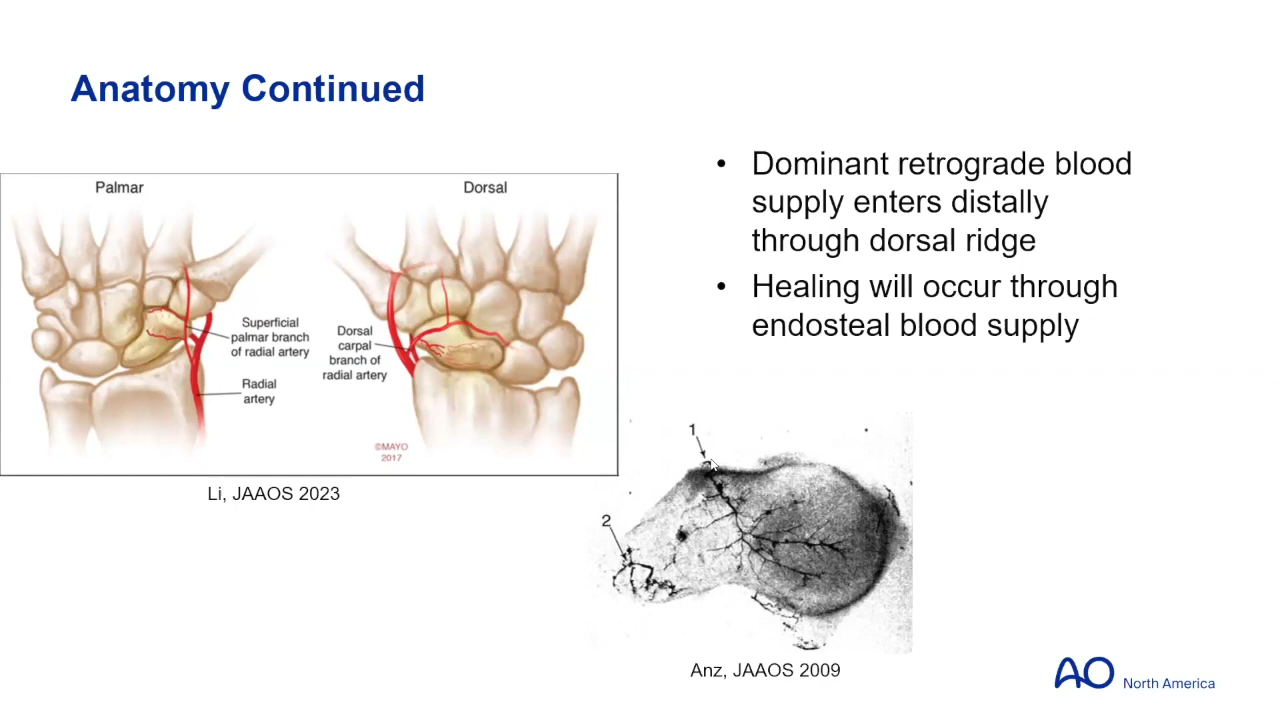 Anatomy Continued
Palmar
Dorsal
Superficial
palmar branch
of radial artery
Radial
artery
Dorsal
carpal
branch of
radial artery
©MAYO
2017
Li, JAAOS 2023
• Dominant retrograde blood
supply enters distally
through dorsal ridge
• Healing will occur through
endosteal blood supply
1
2
Anz, JAAOS 2009
AO North America